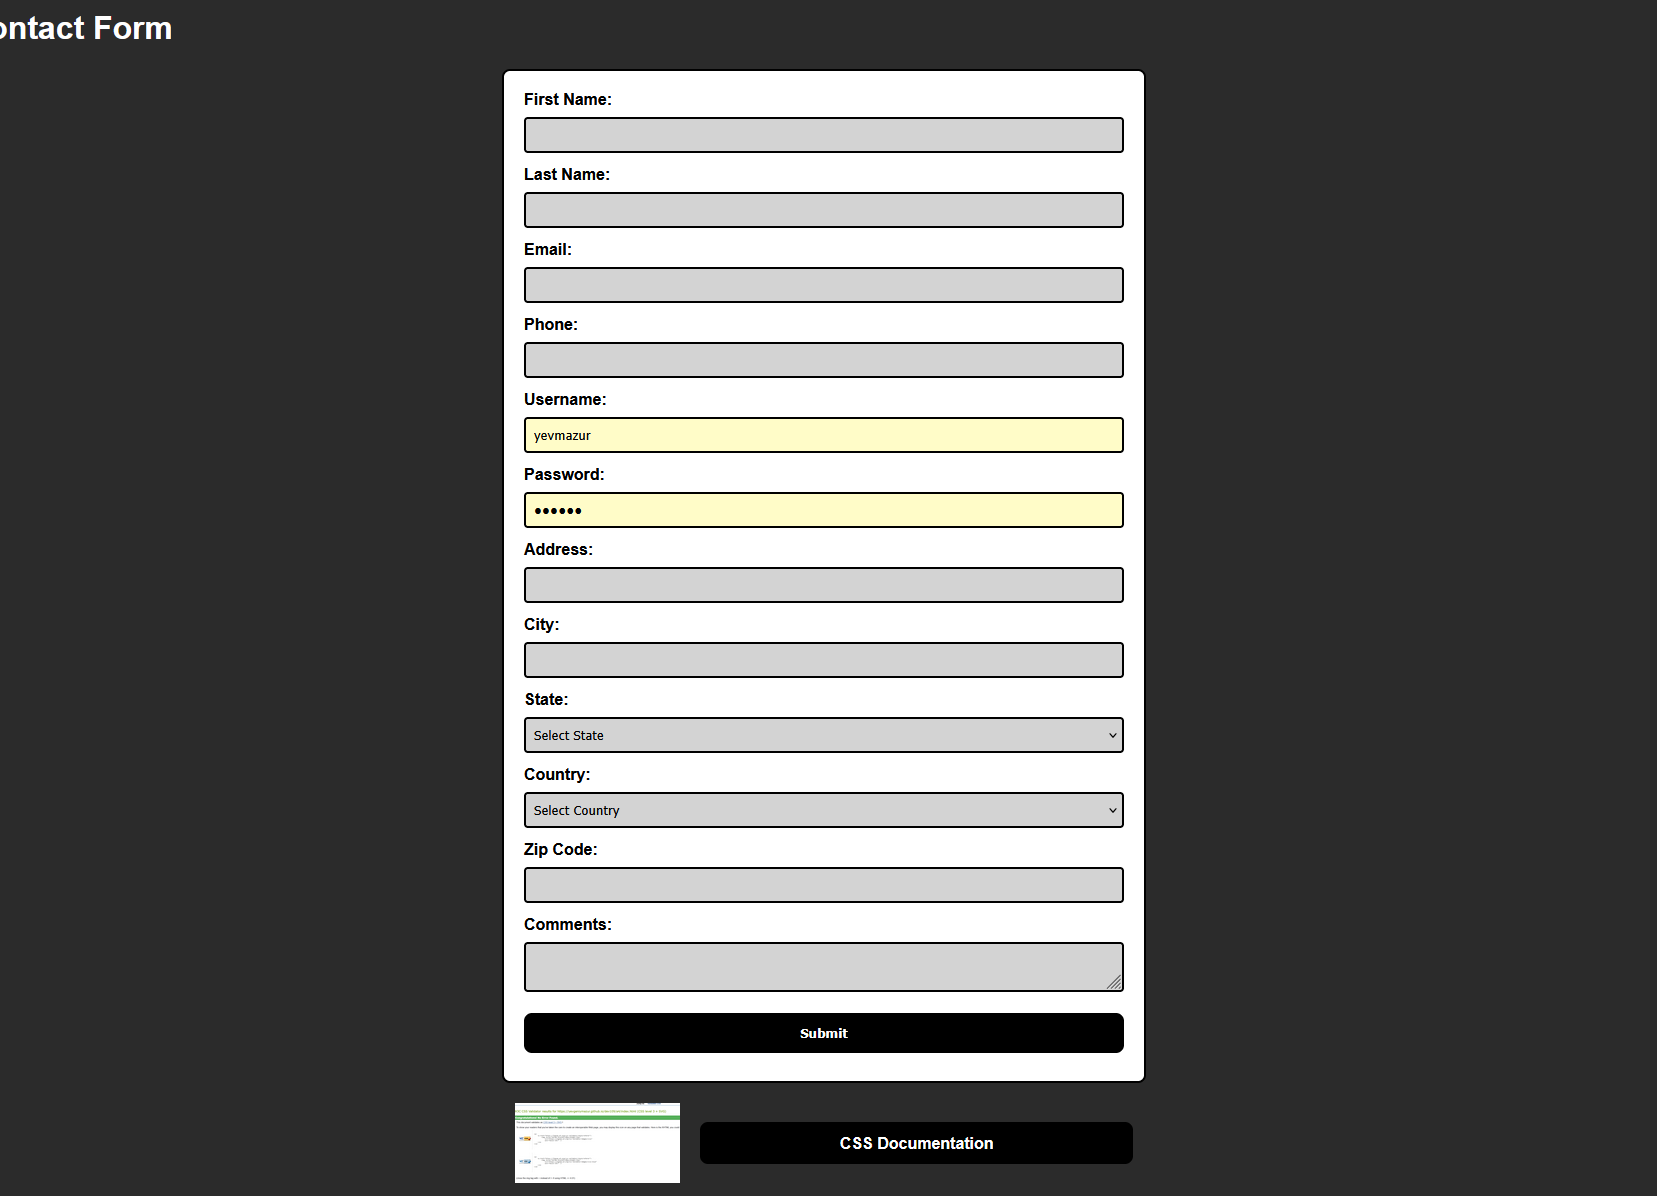 ontact Form
First Name:
Last Name:
Email:
Phone:
Username:
yevmazur
Password:
••••••
Address:
City:
State:
Select State
Country:
Select Country
Zip Code:
Comments:
Submit
CSS Documentation